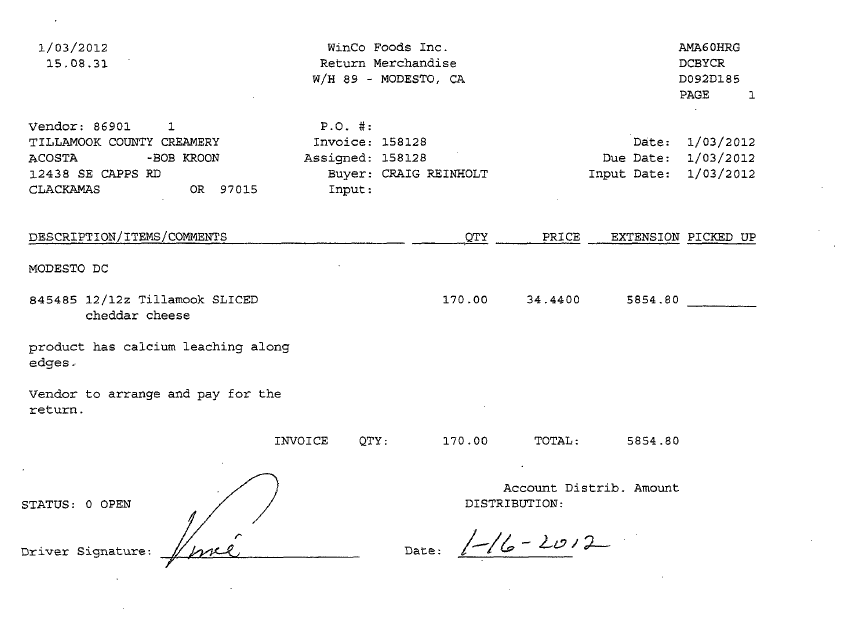 1/03/2012 WinCo Foods Inc. AMA60HRG
15.08.31 Return Merchandise DCBYCR
W/H 89 - MODESTO, CA D092D185
PAGE 1
Vendor: 86901 1 P.O. #:
TILLAMOOK COUNTY CREAMERY Invoice: 158128 Date: 1/03/2012
ACOSTA -BOB KROON Assigned: 158128 Due Date: 1/03/2012
12438 SE CAPPS RD Buyer: CRAIG REINHOLT Input Date: 1/03/2012
CLACKAMAS OR 97015 Input:
DESCRIPTION/ITEMS/COMMENTS QTY PRICE EXTENSION PICKED UP
MODESTO DC
845485 12/12z Tillamook SLICED 170.00 34.4400 5854.80
cheddar cheese
product has calcium leaching along
edges.
Vendor to arrange and pay for the
return.
INVOICE QTY: 170.00 TOTAL: 5854.80
Account Distrib. Amount
STATUS: 0 OPEN DISTRIBUTION:
Driver Signature: Date: 1-16-2012